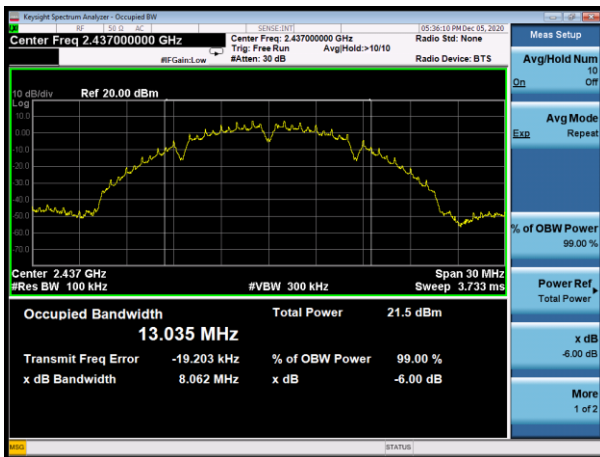 Keysight Spectrum Analyzer - Occupied BW
RF 50 Ω AC SENSE:INT 05:36:10 PM Dec 05, 2020
Center Freq 2.437000000 GHz Center Freq: 2.437000000 GHz Radio Std: None
Trig: Free Run Avg|Hold:>10/10
#IFGain:Low #Atten: 30 dB Radio Device: BTS
10 dB/div Ref 20.00 dBm
Log
10.0
0.00
-10.0
-20.0
-30.0
-40.0
-50.0
-60.0
-70.0
Center 2.437 GHz Span 30 MHz
#Res BW 100 kHz #VBW 300 kHz Sweep 3.733 ms
Occupied Bandwidth Total Power 21.5 dBm
13.035 MHz
Transmit Freq Error -19.203 kHz % of OBW Power 99.00 %
x dB Bandwidth 8.062 MHz x dB -6.00 dB
MSG STATUS
Meas Setup
Avg/Hold Num
10
On Off
Avg Mode
Exp Repeat
% of OBW Power
99.00 %
Power Ref
Total Power
x dB
-6.00 dB
More
1 of 2